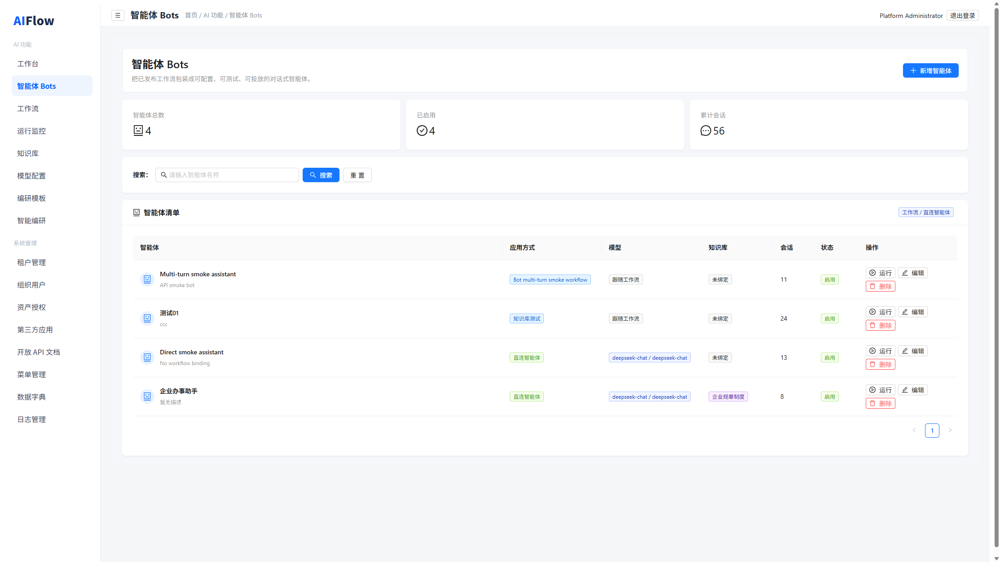 AIFlow
AI 功能
工作台
智能体 Bots
工作流
运行监控
知识库
模型配置
编研模板
智能编研
系统管理
租户管理
组织用户
资产授权
第三方应用
开放 API 文档
菜单管理
数据字典
日志管理
智能体 Bots 首页 / AI 功能 / 智能体 Bots
Platform Administrator 退出登录
智能体 Bots
把已发布工作流包装成可配置、可测试、可投放的对话式智能体。
新增智能体
智能体总数
4
已启用
4
累计会话
56
搜索: 请输入智能体名称 搜索 重 置
智能体清单
工作流 / 直连智能体
智能体 应用方式 模型 知识库 会话 状态 操作
Multi-turn smoke assistant
API smoke bot
Bot multi-turn smoke workflow 跟随工作流 未绑定 11 启用
运行 编辑
删除
测试01
ccc
知识库测试 跟随工作流 未绑定 24 启用
运行 编辑
删除
Direct smoke assistant
No workflow binding
直连智能体 deepseek-chat / deepseek-chat 未绑定 13 启用
运行 编辑
删除
企业办事助手
暂无描述
直连智能体 deepseek-chat / deepseek-chat 企业规章制度 8 启用
运行 编辑
删除
1